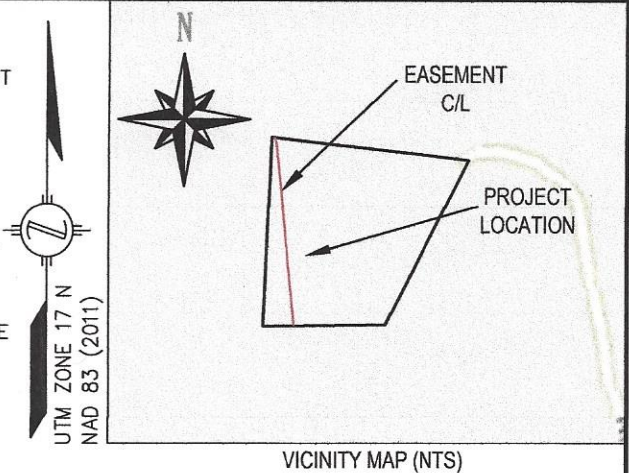 T
E
UTM ZONE 17 N
NAD 83 (2011)
N
EASEMENT
C/L
PROJECT
LOCATION
VICINITY MAP (NTS)